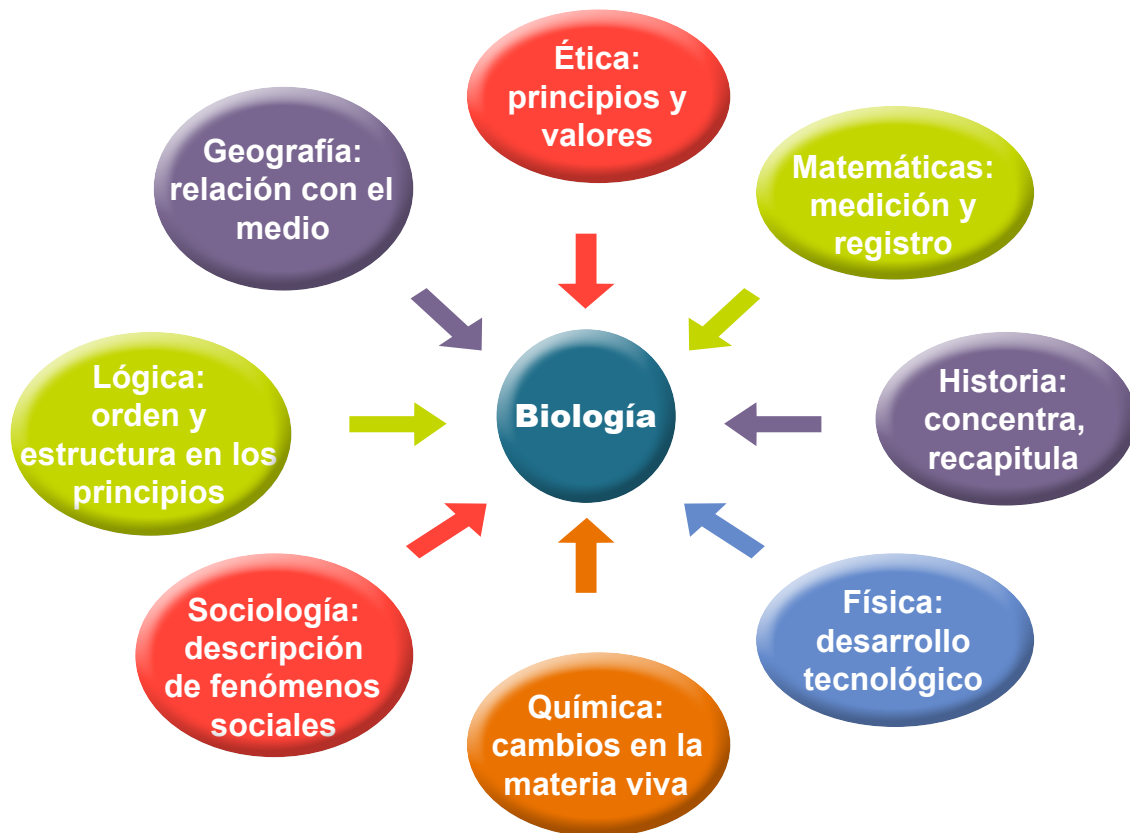 Ética:
principios y
valores
Geografía:
relación con el
medio
Matemáticas:
medición y
registro
Lógica:
orden y
estructura en los
principios
Biología
Historia:
concentra,
recapitula
Sociología:
descripción
de fenómenos
sociales
Física:
desarrollo
tecnológico
Química:
cambios en la
materia viva